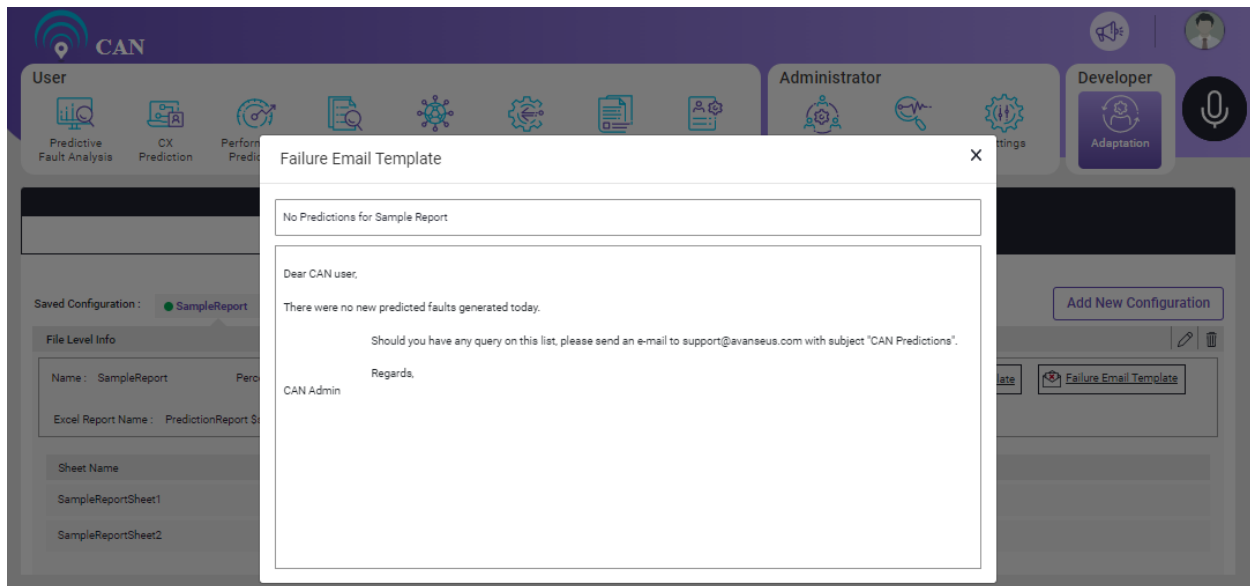 CAN
User
Administrator
Developer
Predictive
Fault Analysis
CX
Prediction
Perform
Predic
ttings
Adaptation
Failure Email Template
X
No Predictions for Sample Report
Dear CAN user,
There were no new predicted faults generated today.
Should you have any query on this list, please send an e-mail to support@avanseus.com with subject "CAN Predictions".
Regards,
CAN Admin
Saved Configuration :
SampleReport
Add New Configuration
File Level Info
Name : SampleReport
Perc
late
Failure Email Template
Excel Report Name : PredictionReport
Sheet Name
SampleReportSheet1
SampleReportSheet2